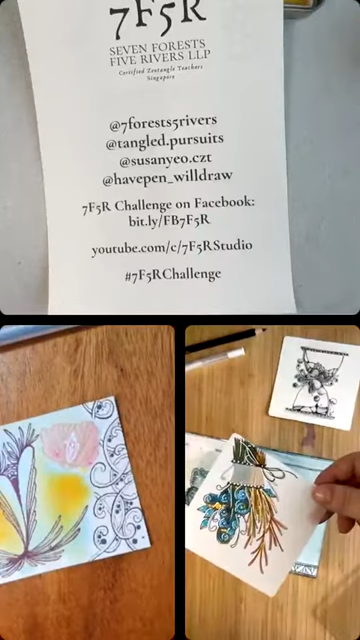 7F5R
SEVEN FORESTS
FIVE RIVERS LLP
Certified Zentangle Teachers
Singapore
@7forests5rivers
@tangled.pursuits
@susanyeo.czt
@havepen_willdraw
7F5R Challenge on Facebook:
bit.ly/FB7F5R
youtube.com/c/7F5RStudio
#7F5RChallenge